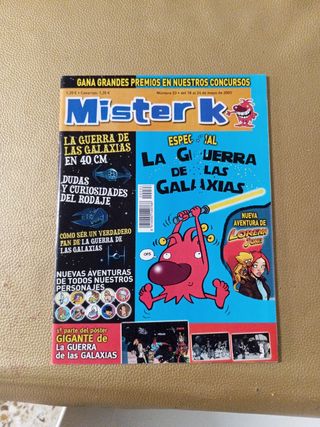 GANA GRANDES PREMIOS EN NUESTROS CONCURSOS
Mister K
LA GUERRA
DE LAS
GALAXIAS
EN 40 CM
DUDAS
Y CURIOSIDADES
DEL RODAJE
CÓMO SER UN VERDADERO
FAN DE LA GUERRA DE
LAS GALAXIAS
NUEVAS AVENTURAS
DE TODOS NUESTROS
PERSONAJES
ESPECIAL
LA GUERRA
DE LAS
GALAXIAS
OPS
NUEVA
AVENTURA DE
LORENA
1ª parte del póster
GIGANTE de
La GUERRA
de las GALAXIAS